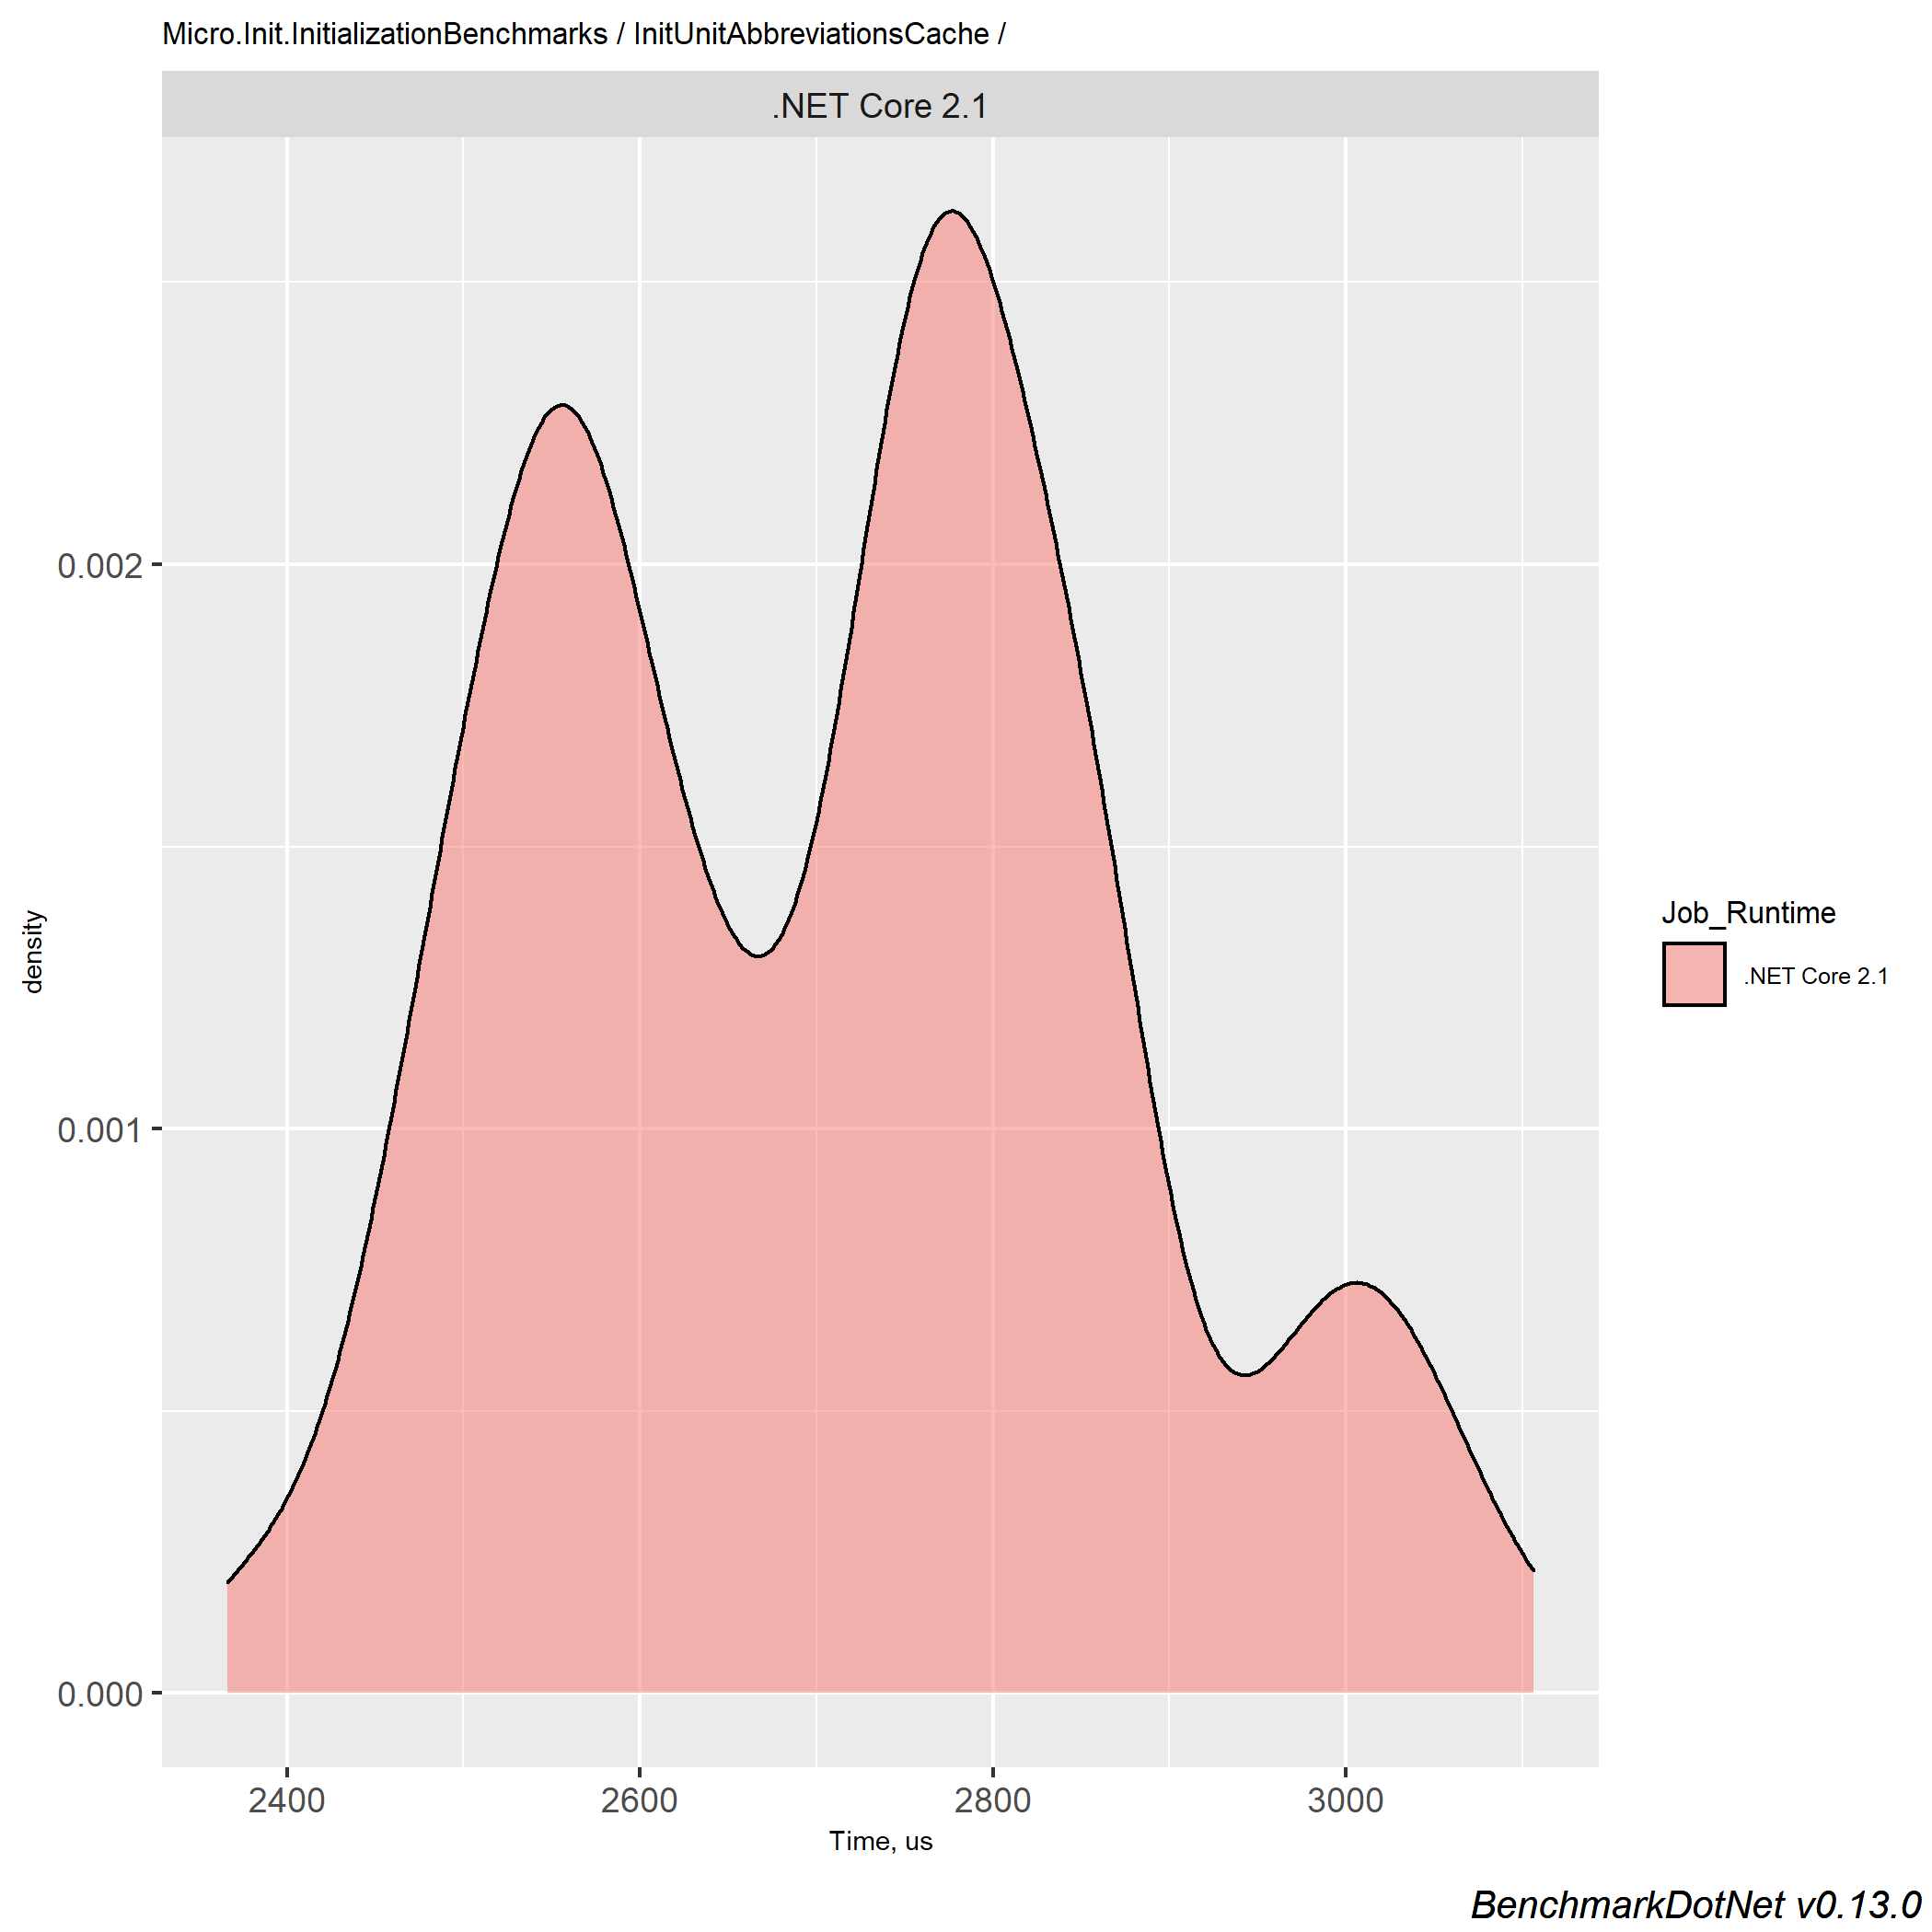 Micro.Init.InitializationBenchmarks / InitUnitAbbreviationsCache /
.NET Core 2.1
0.002
0.001
0.000
density
2400 2600 2800 3000
Time, us
Job_Runtime
.NET Core 2.1
BenchmarkDotNet v0.13.0